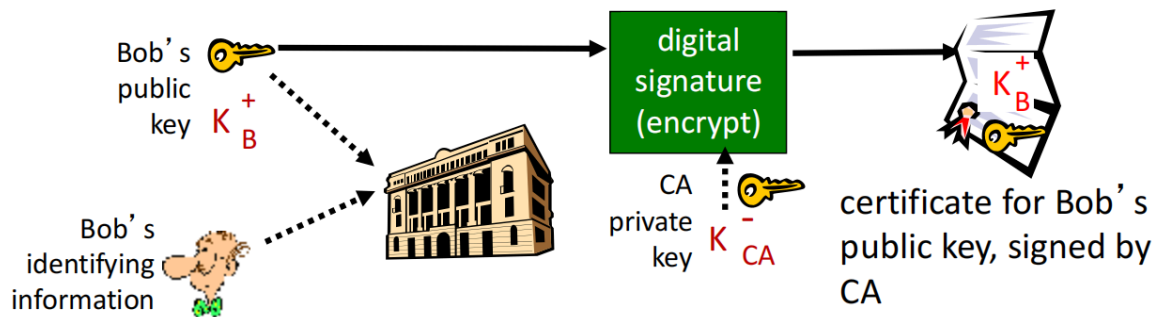 Bob's
public
key
K
+
B
Bob's
identifying
information
digital
signature
(encrypt)
CA
private
key
K
-
CA
K
+
B
certificate for Bob's
public key, signed by
CA